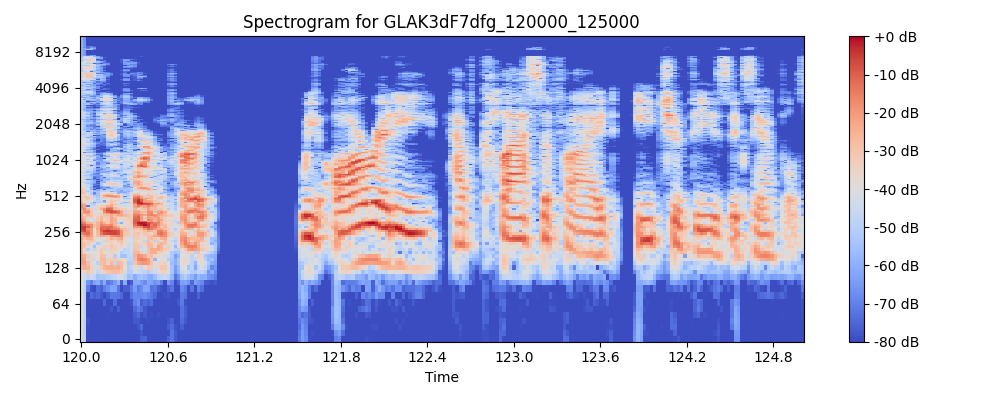 Spectrogram for GLAK3dF7dfg_120000_125000
8192
4096
2048
1024
512
256
128
64
0
Hz
120.0 120.6 121.2 121.8 122.4 123.0 123.6 124.2 124.8
Time
+0 dB
-10 dB
-20 dB
-30 dB
-40 dB
-50 dB
-60 dB
-70 dB
-80 dB